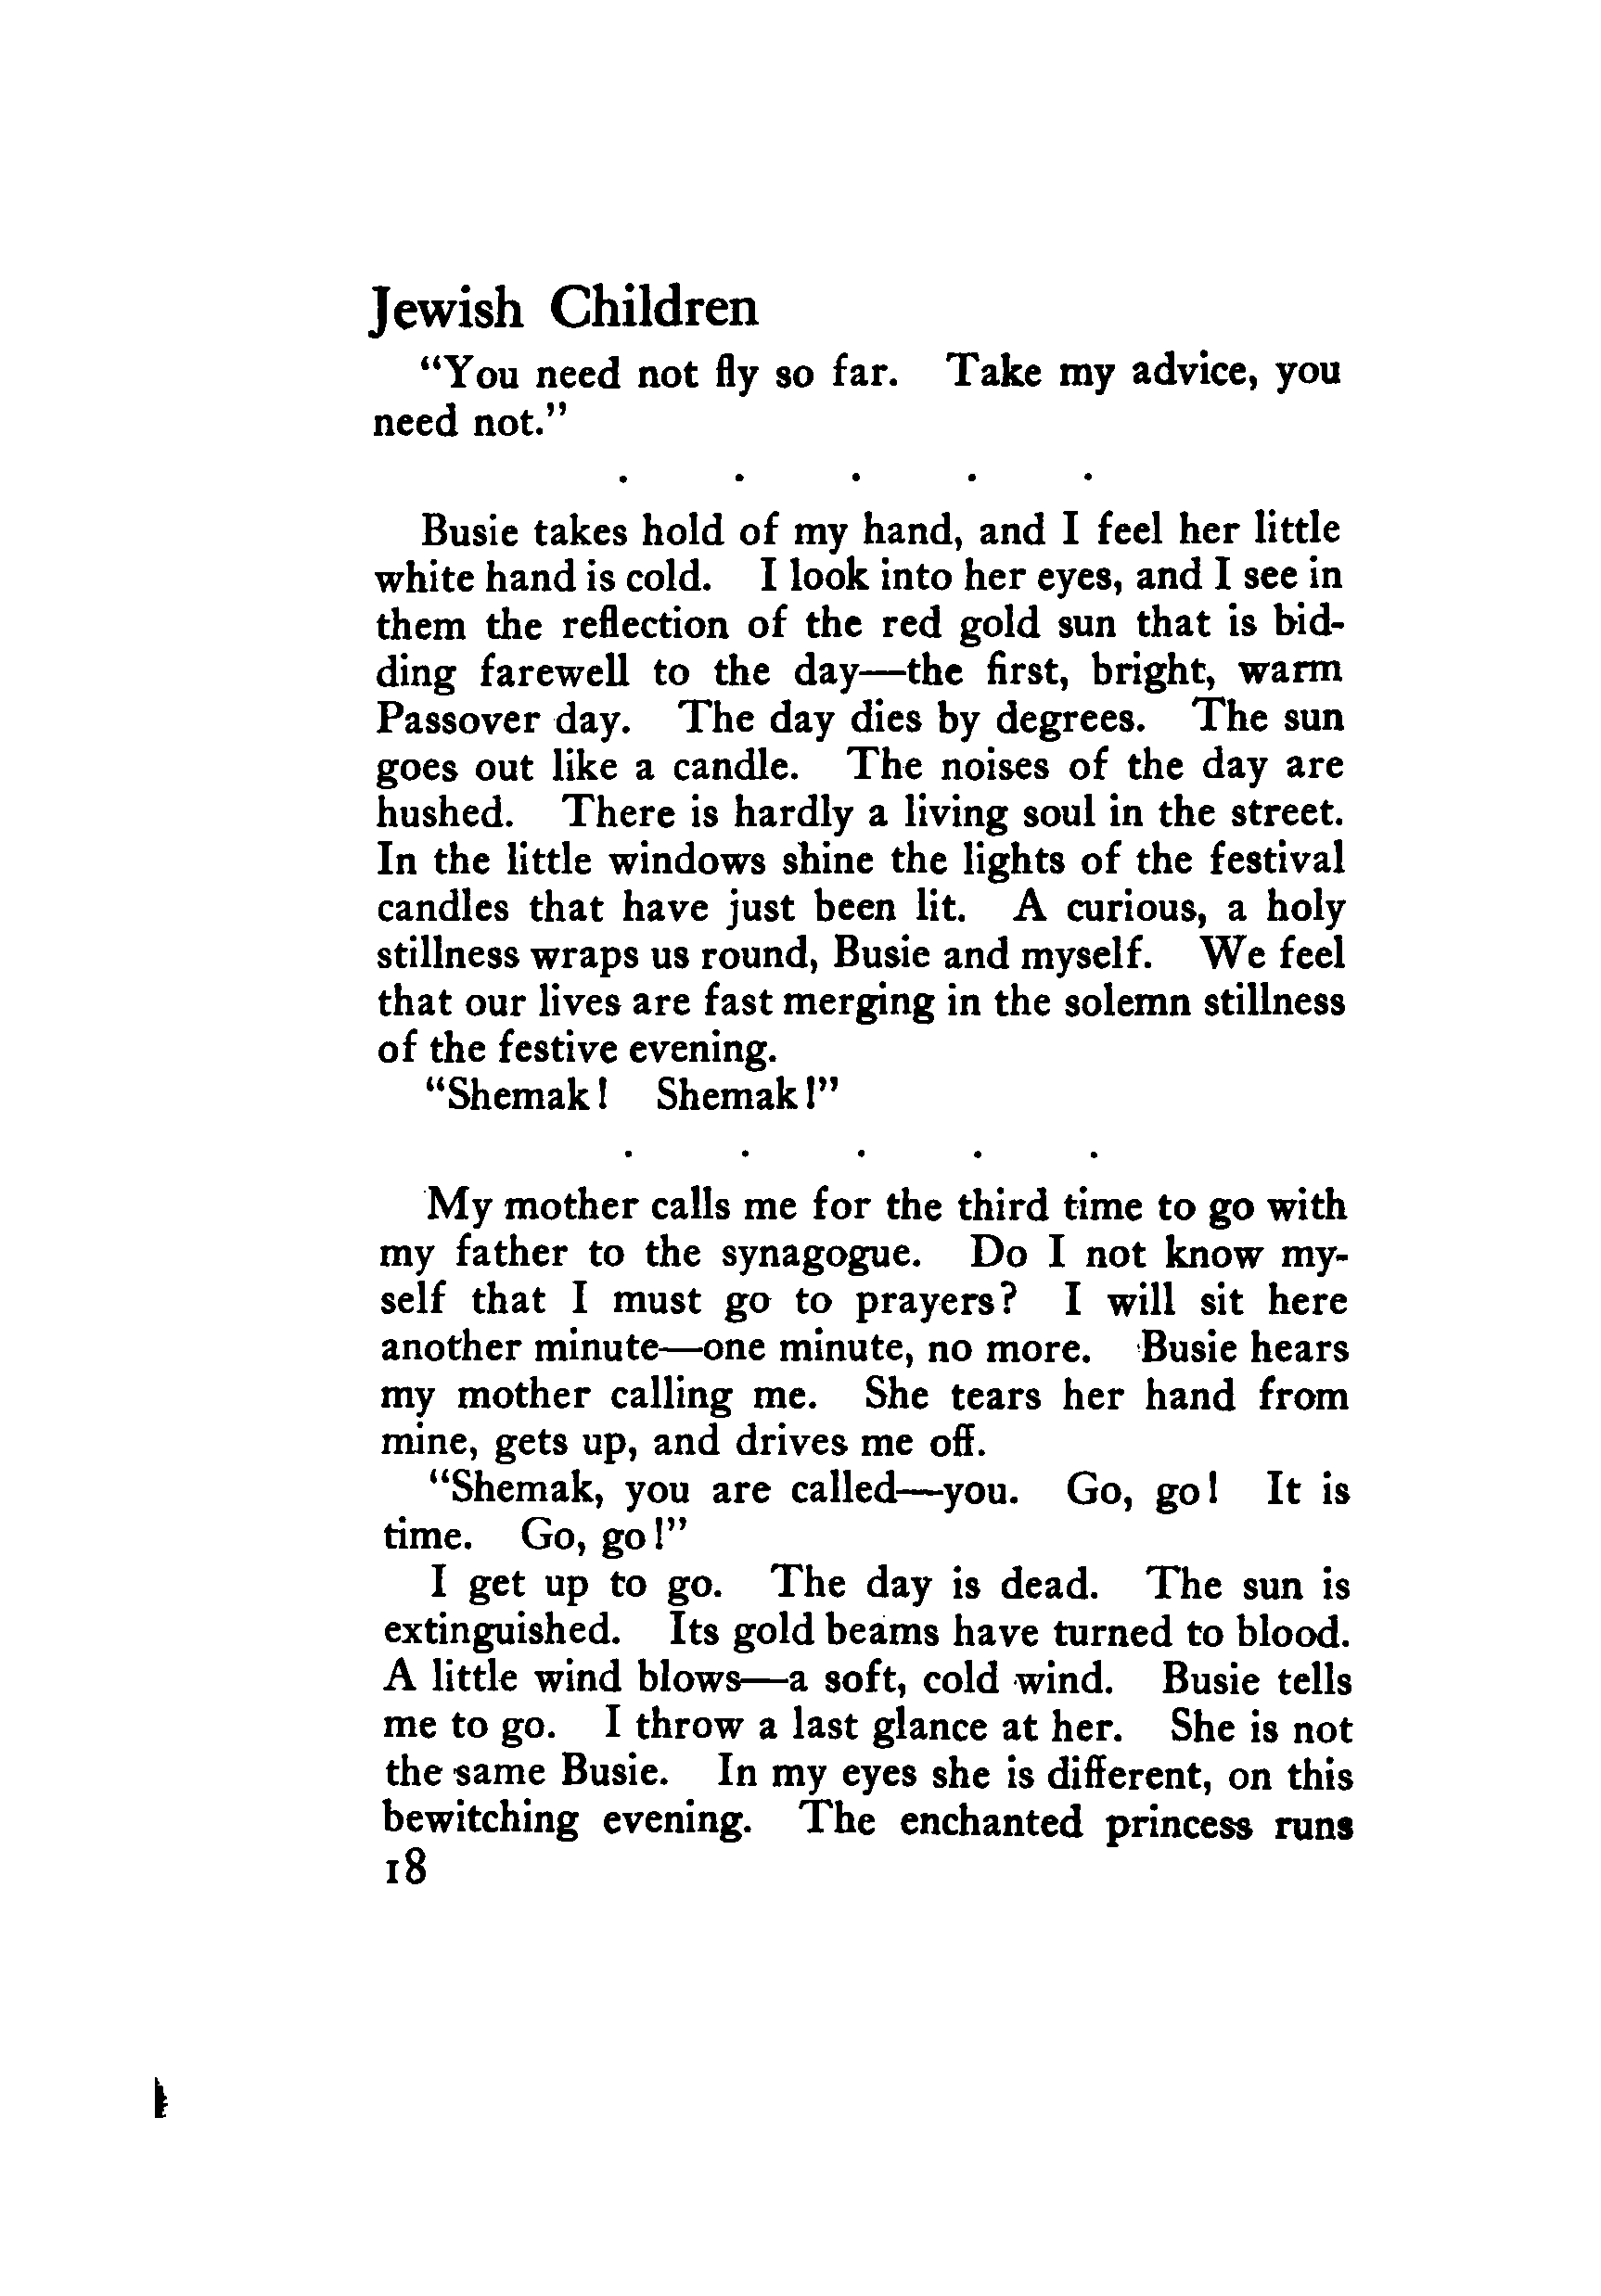 Jewish Children
“You need not fly so far. Take my advice, you
need not.”
. . . . .
Busie takes hold of my hand, and I feel her little
white hand is cold. I look into her eyes, and I see in
them the reflection of the red gold sun that is bid-
ding farewell to the day—the first, bright, warm
Passover day. The day dies by degrees. The sun
goes out like a candle. The noises of the day are
hushed. There is hardly a living soul in the street.
In the little windows shine the lights of the festival
candles that have just been lit. A curious, a holy
stillness wraps us round, Busie and myself. We feel
that our lives are fast merging in the solemn stillness
of the festive evening.
“Shemak! Shemak!”
. . . . .
My mother calls me for the third time to go with
my father to the synagogue. Do I not know my-
self that I must go to prayers? I will sit here
another minute—one minute, no more. Busie hears
my mother calling me. She tears her hand from
mine, gets up, and drives me off.
“Shemak, you are called—you. Go, go! It is
time. Go, go!”
I get up to go. The day is dead. The sun is
extinguished. Its gold beams have turned to blood.
A little wind blows—a soft, cold wind. Busie tells
me to go. I throw a last glance at her. She is not
the same Busie. In my eyes she is different, on this
bewitching evening. The enchanted princess runs
18